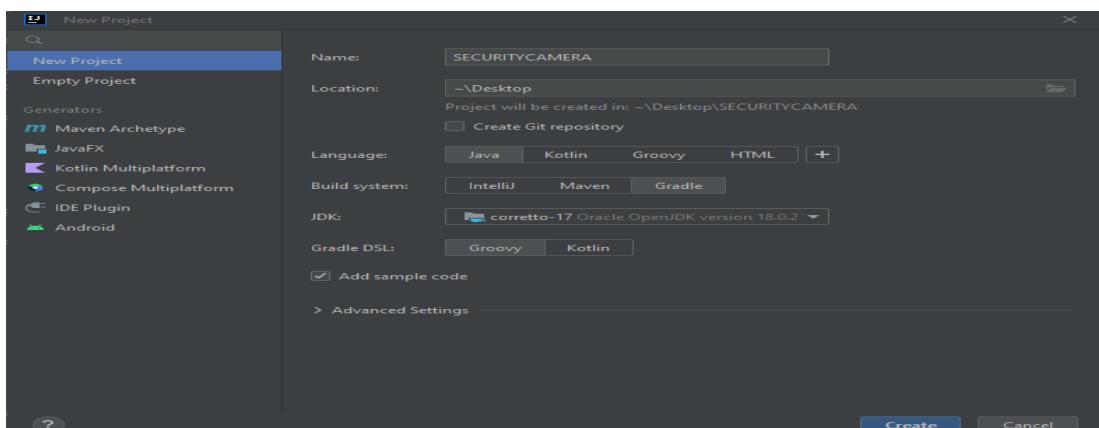 New Project
New Project
Empty Project
Generators
Maven Archetype
JavaFX
Kotlin Multiplatform
Compose Multiplatform
IDE Plugin
Android
Name: SECURITYCAMERA
Location: ~\Desktop
Project will be created in: ~\Desktop\SECURITYCAMERA
Create Git repository
Language: Java Kotlin Groovy HTML +
Build system: IntelliJ Maven Gradle
JDK: corretto-17 Oracle OpenJDK version 18.0.2
Gradle DSL: Groovy Kotlin
Add sample code
> Advanced Settings
? Create Cancel